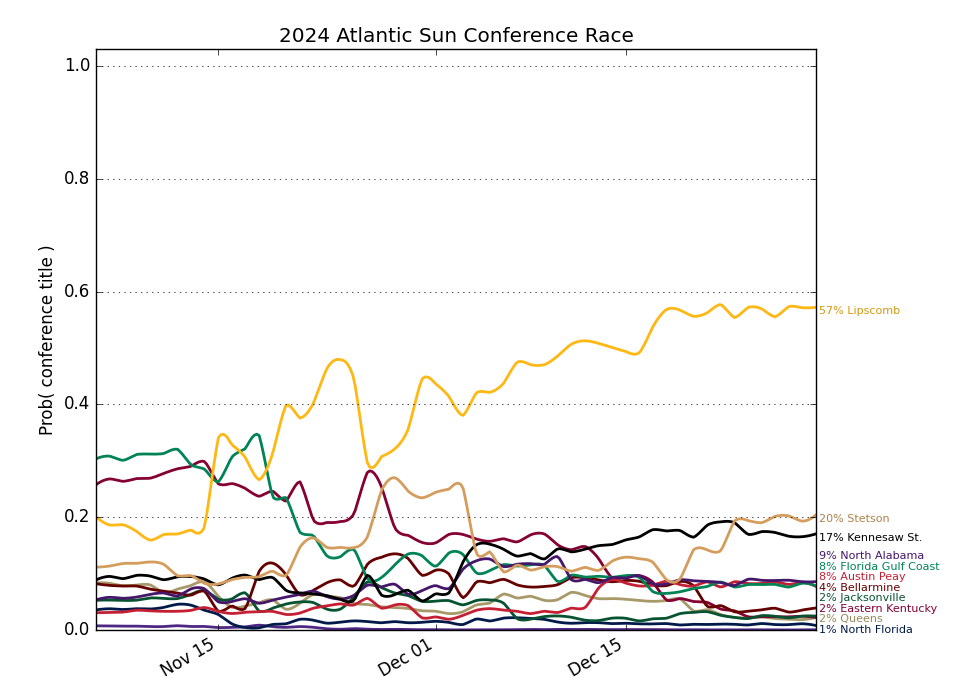 2024 Atlantic Sun Conference Race
Prob( conference title )
1.0
0.8
0.6
0.4
0.2
0.0
Nov 15
Dec 01
Dec 15
57% Lipscomb
20% Stetson
17% Kennesaw St.
9% North Alabama
8% Florida Gulf Coast
8% Austin Peay
4% Bellarmine
2% Jacksonville
2% Eastern Kentucky
2% Queens
1% North Florida